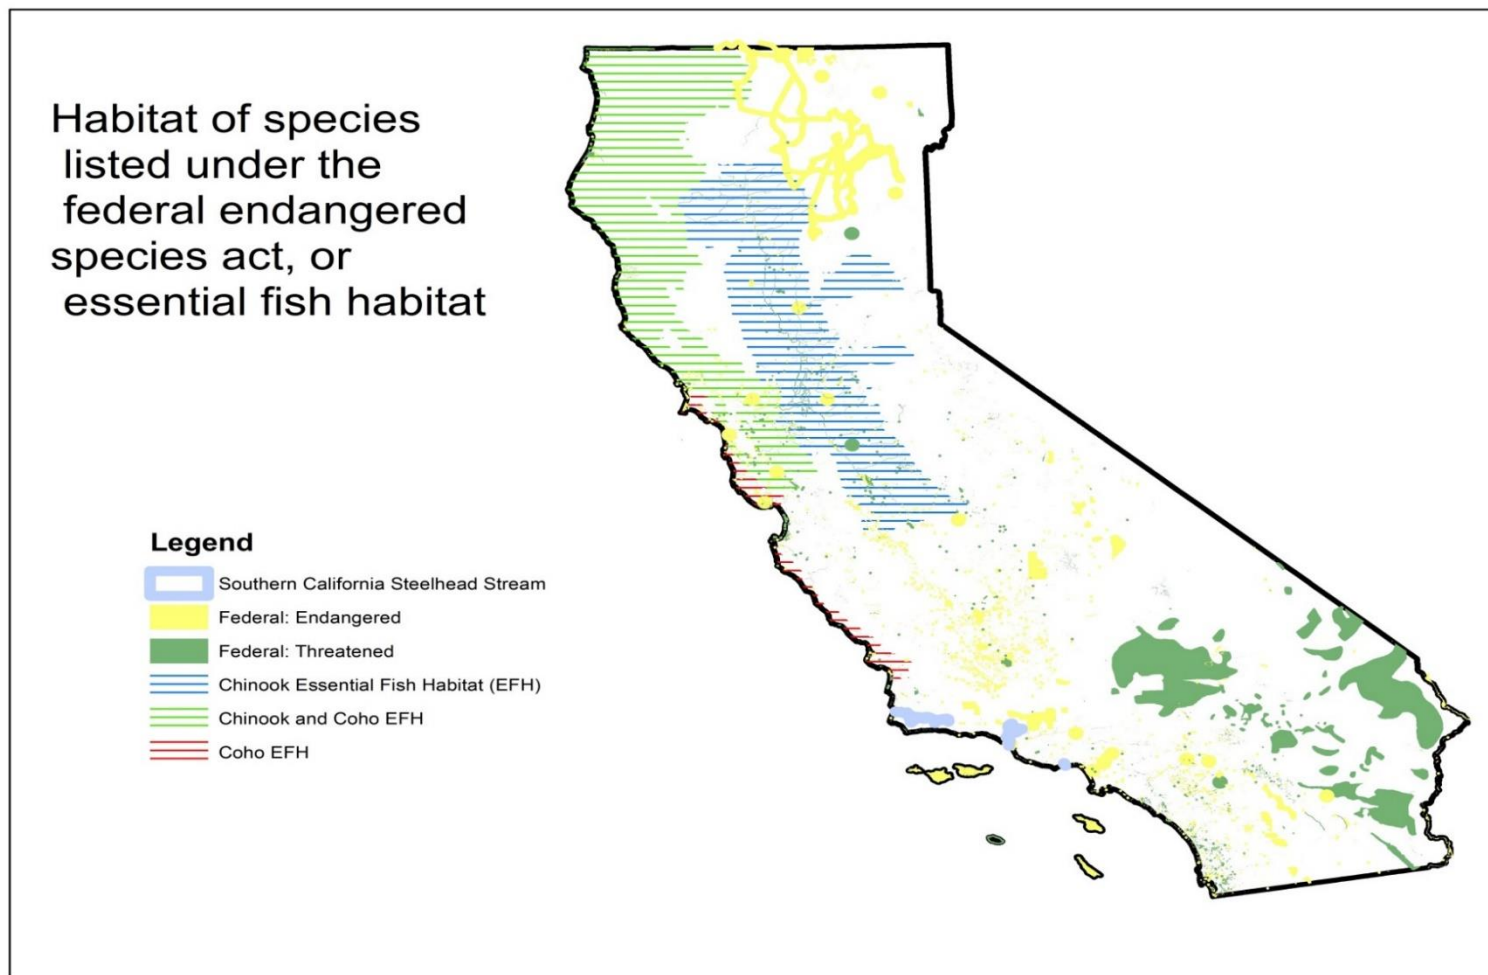 Habitat of species
listed under the
federal endangered
species act, or
essential fish habitat
Legend
Southern California Steelhead Stream
Federal: Endangered
Federal: Threatened
Chinook Essential Fish Habitat (EFH)
Chinook and Coho EFH
Coho EFH